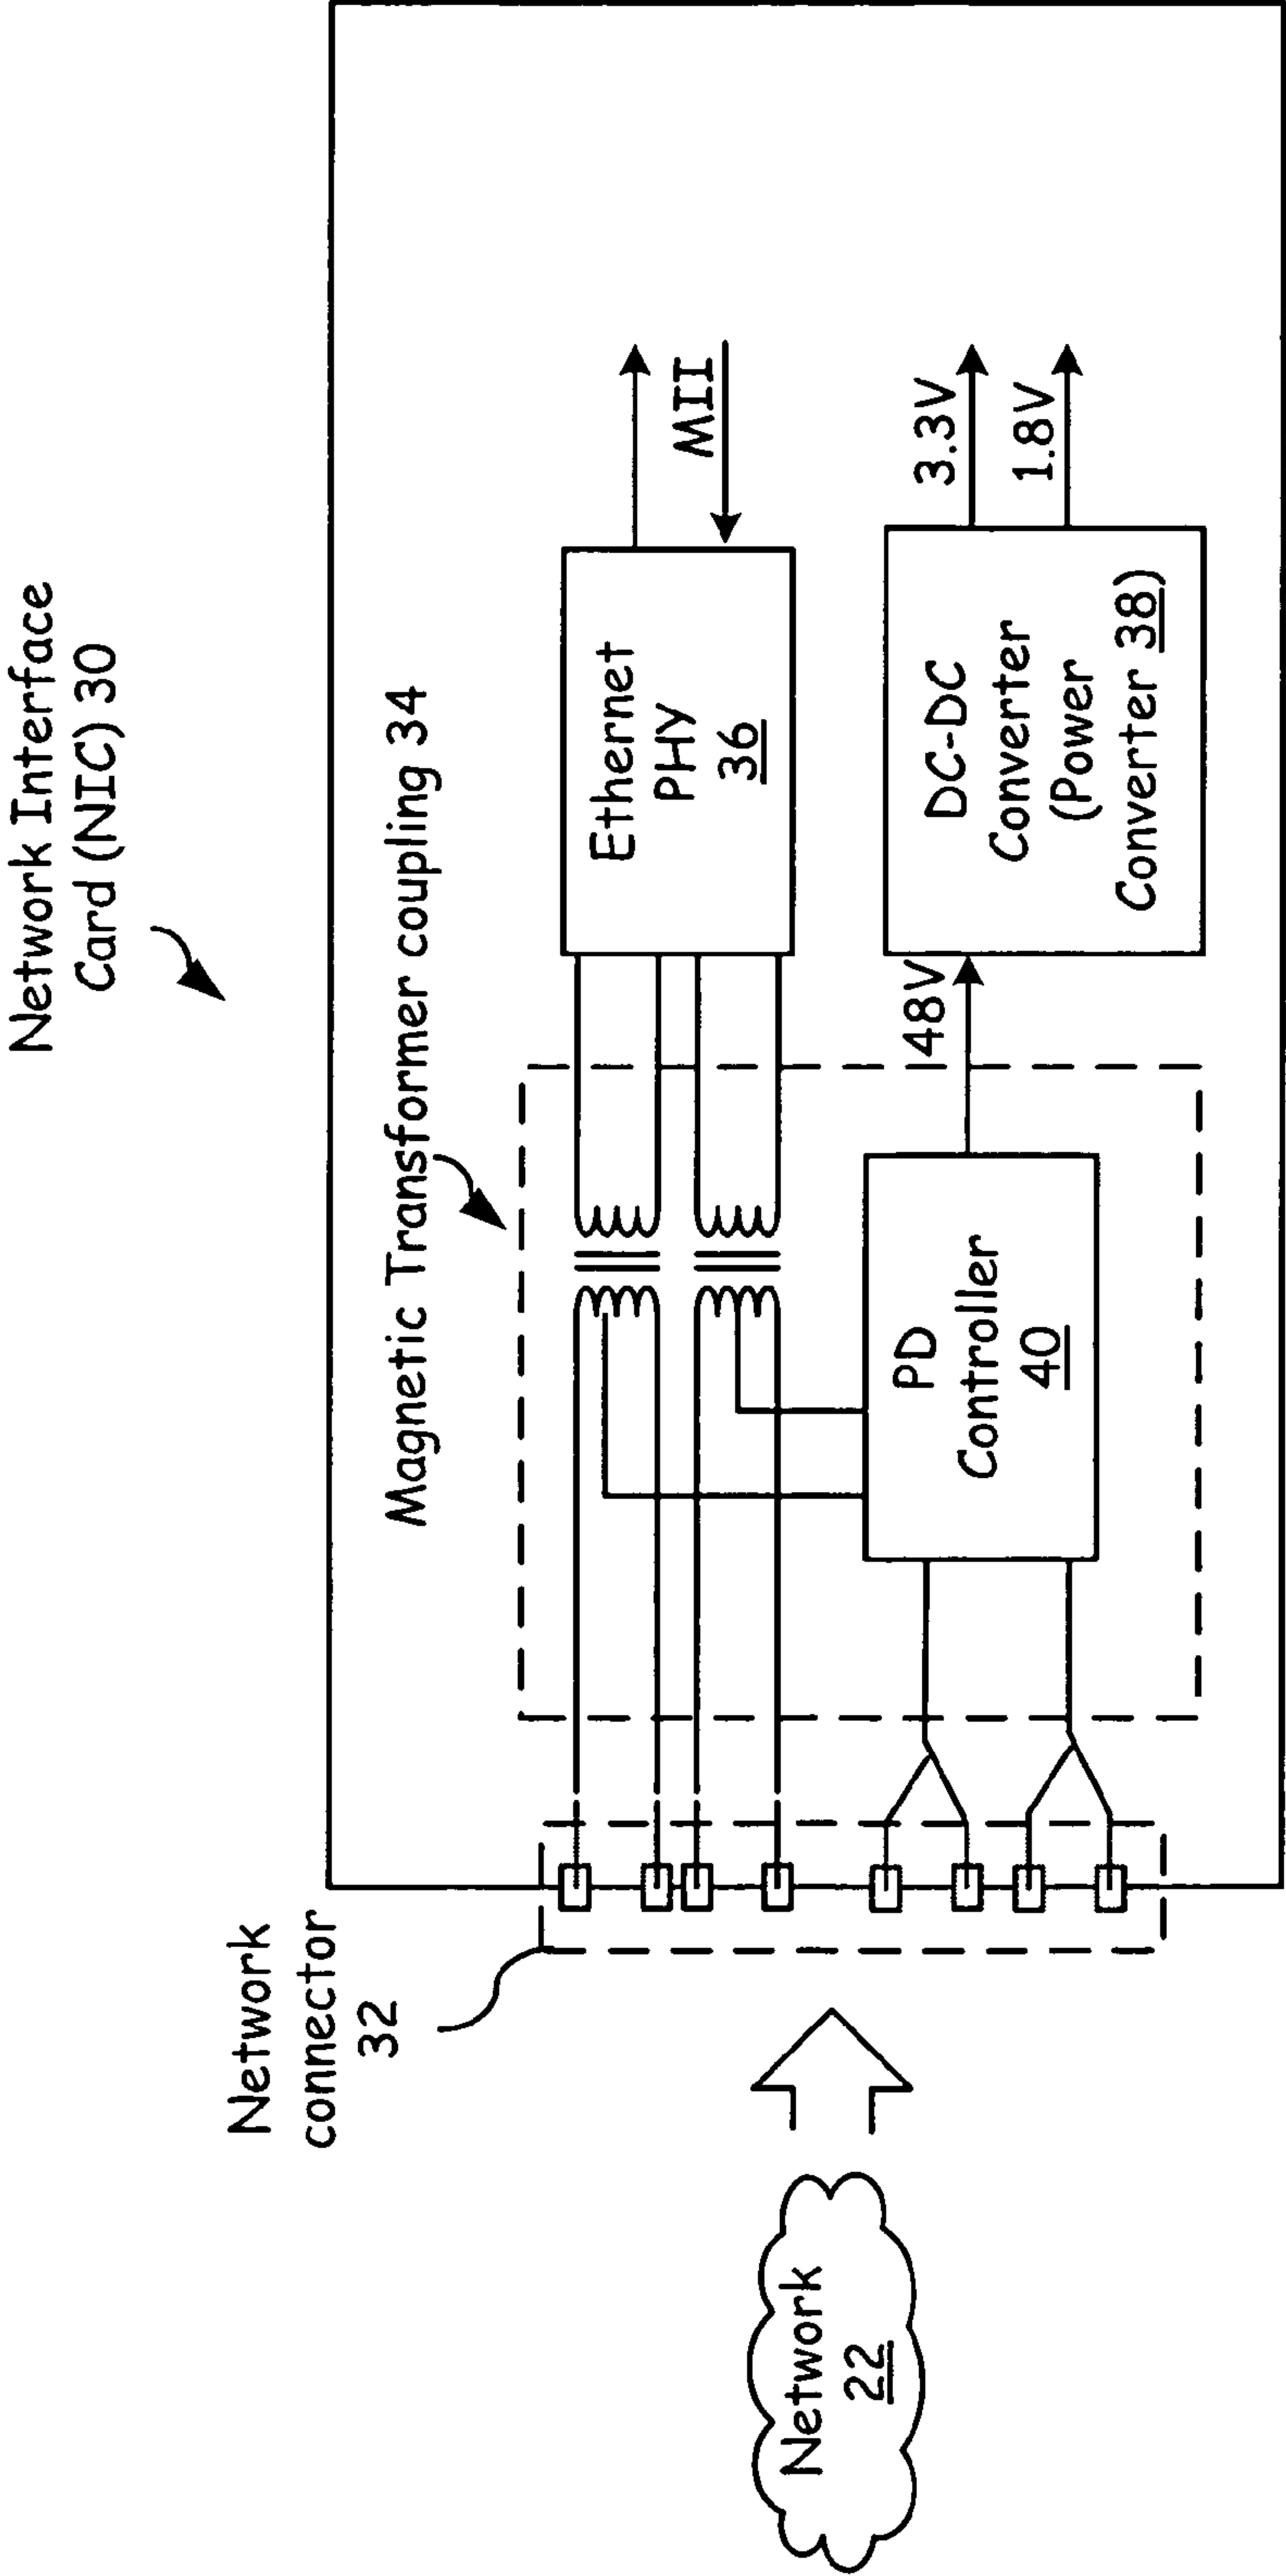 Network Interface
Card (NIC) 30
Magnetic Transformer coupling 34
Network
connector
32
Ethernet
PHY
36
MII
DC-DC
Converter
(Power
Converter 38)
3.3V
1.8V
48V
PD
Controller
40
Network
22